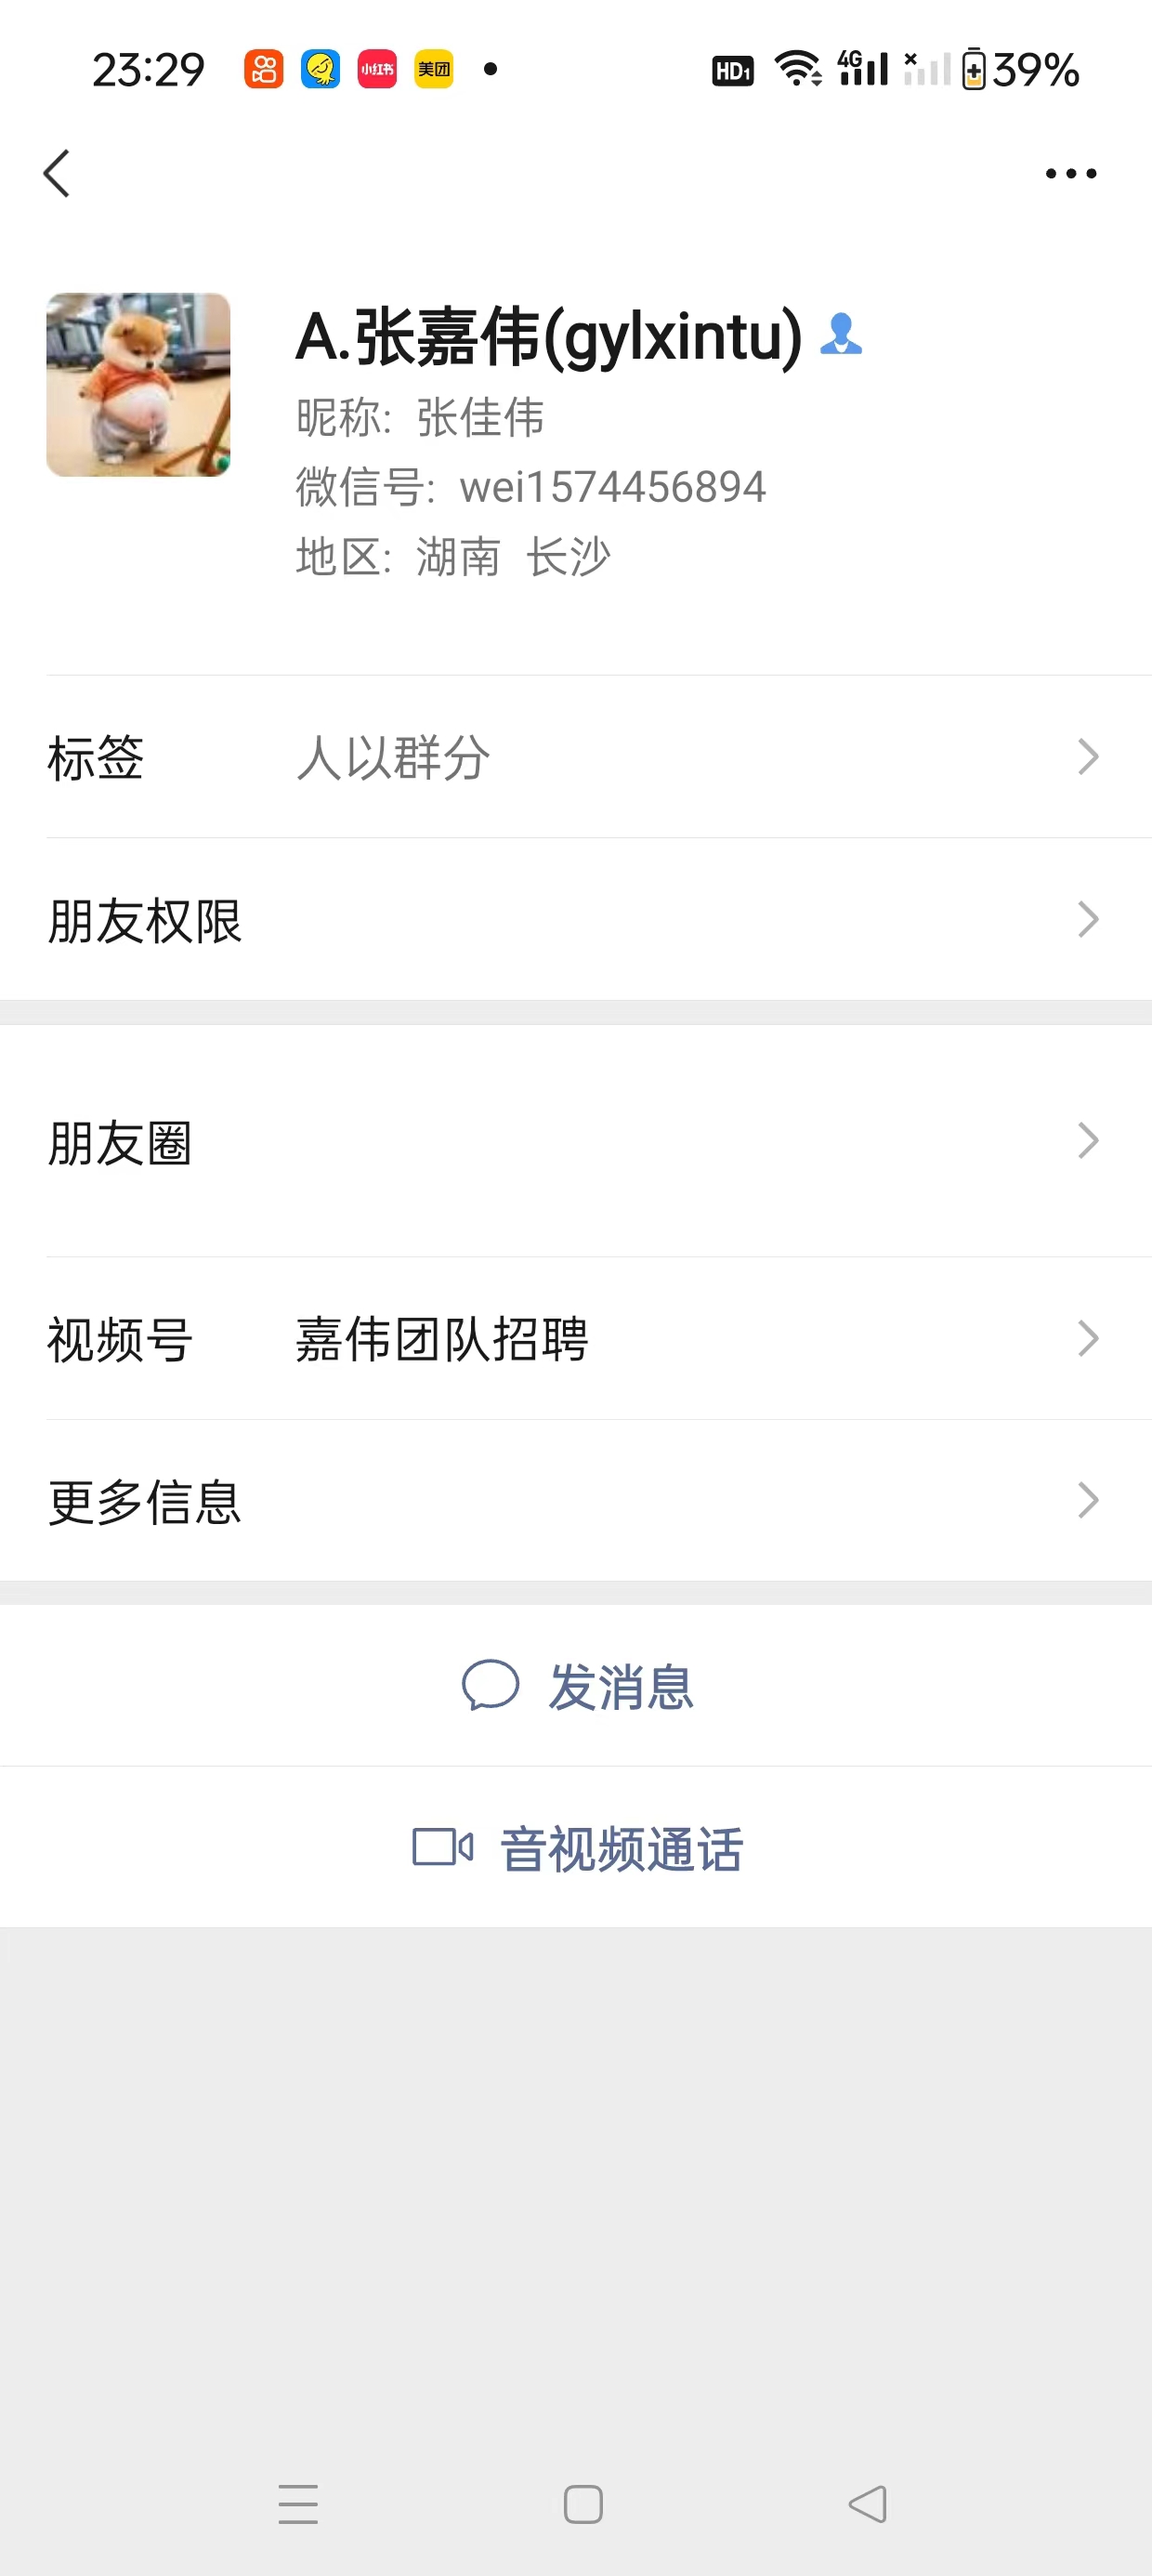 23:29 小红书 美团 HD1 4G 39%
A.张嘉伟(gylxintu)
昵称: 张佳伟
微信号: wei1574456894
地区: 湖南 长沙
标签 人以群分
朋友权限
朋友圈
视频号 嘉伟团队招聘
更多信息
发消息
音视频通话